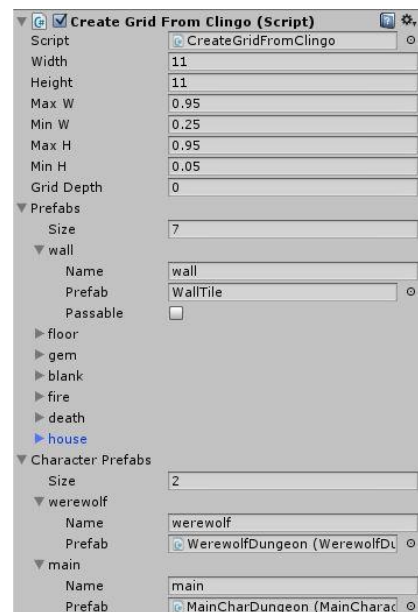 Create Grid From Clingo (Script)
Script CreateGridFromClingo
Width 11
Height 11
Max W 0.95
Min W 0.25
Max H 0.95
Min H 0.05
Grid Depth 0
Prefabs
Size 7
wall
Name wall
Prefab WallTile
Passable
floor
gem
blank
fire
death
house
Character Prefabs
Size 2
werewolf
Name werewolf
Prefab WerewolfDungeon (WerewolfDu
main
Name main
Prefab MainCharDungeon (MainCharac